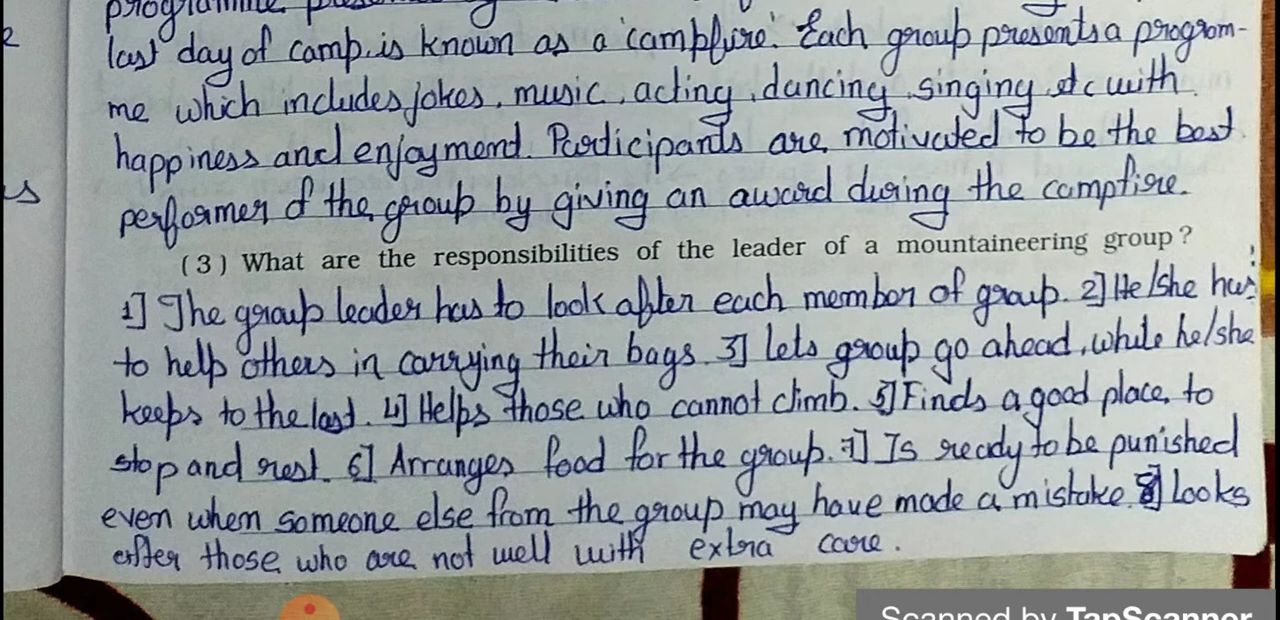 programme
last day of camp is known as a 'campfire'. Each group presents a program-
me which includes jokes, music, acting, dancing, singing etc with
happiness and enjoyment. Participants are motivated to be the best
performer of the group by giving an award during the campfire.
(3) What are the responsibilities of the leader of a mountaineering group?
1] The group leader has to look after each member of group. 2] He/she has
to help others in carrying their bags 3] lets group go ahead, while he/she
keeps to the last. 4] Helps those who cannot climb. 5] Finds a good place to
stop and rest. 6] Arranges food for the group. 7] Is ready to be punished
even when someone else from the group may have made a mistake. 8] Looks
after those who are not well with extra care.
Scanned by TapScanner